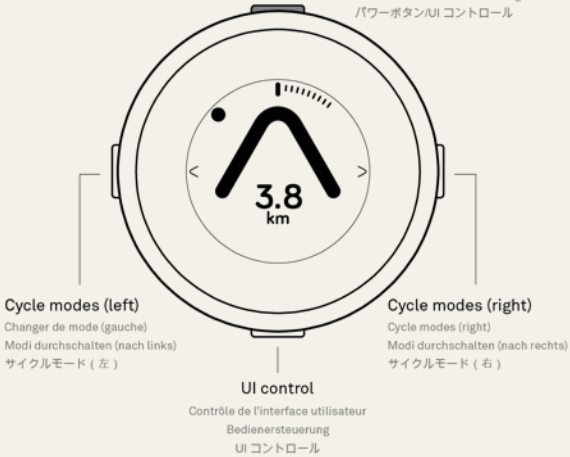 パワーボタン/UI コントロール
<
>
3.8
km
Cycle modes (left)
Changer de mode (gauche)
Modi durchschalten (nach links)
サイクルモード ( 左 )
Cycle modes (right)
Cycle modes (right)
Modi durchschalten (nach rechts)
サイクルモード ( 右 )
UI control
Contrôle de l'interface utilisateur
Bedienersteuerung
UI コントロール